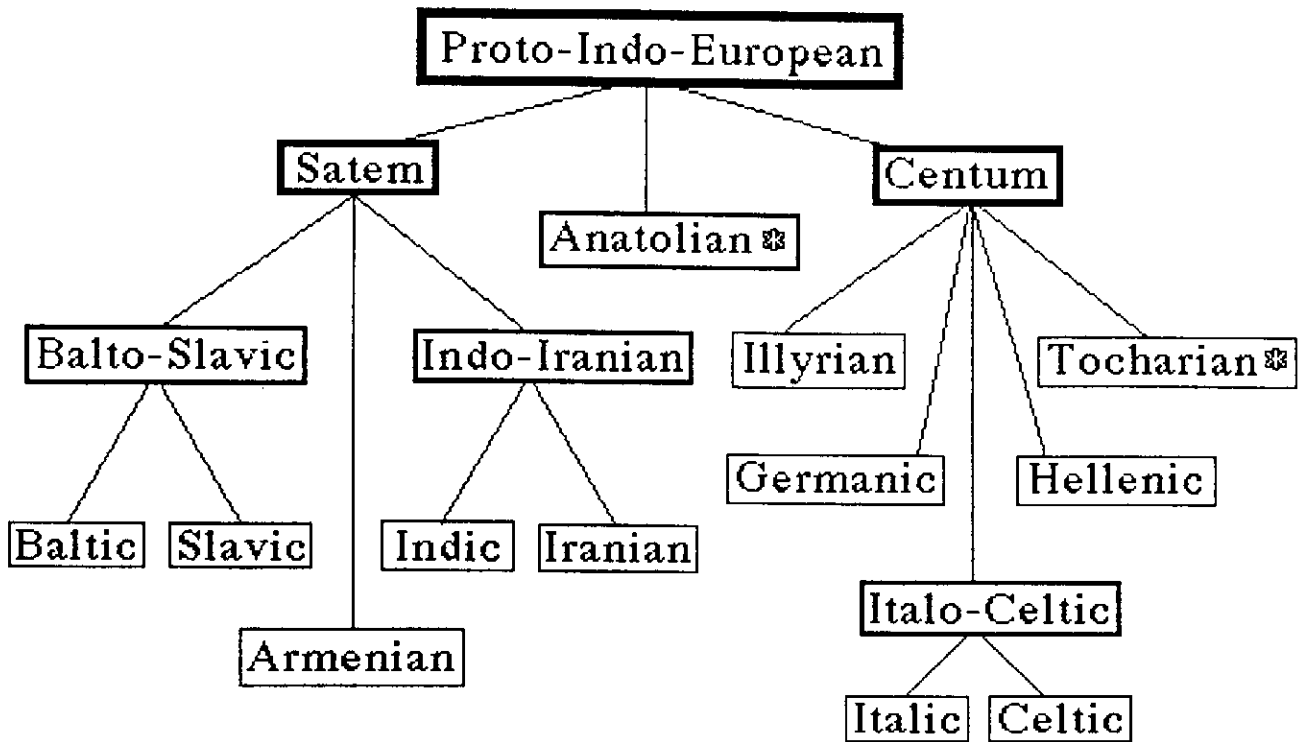 Proto-Indo-European
Satem
Centum
Anatolian*
Balto-Slavic
Indo-Iranian
Illyrian
Tocharian*
Germanic
Hellenic
Baltic
Slavic
Indic
Iranian
Italo-Celtic
Armenian
Italic
Celtic